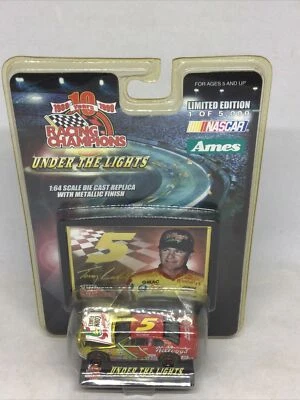 10 Years
1989 1999
RACING
CHAMPIONS
UNDER THE LIGHTS
1:64 SCALE DIE CAST REPLICA
WITH METALLIC FINISH
FOR AGES 5 AND UP
LIMITED EDITION
1 OF 5,000
NASCAR
Ames
5
GMAC
5
Kellogg's
UNDER THE LIGHTS